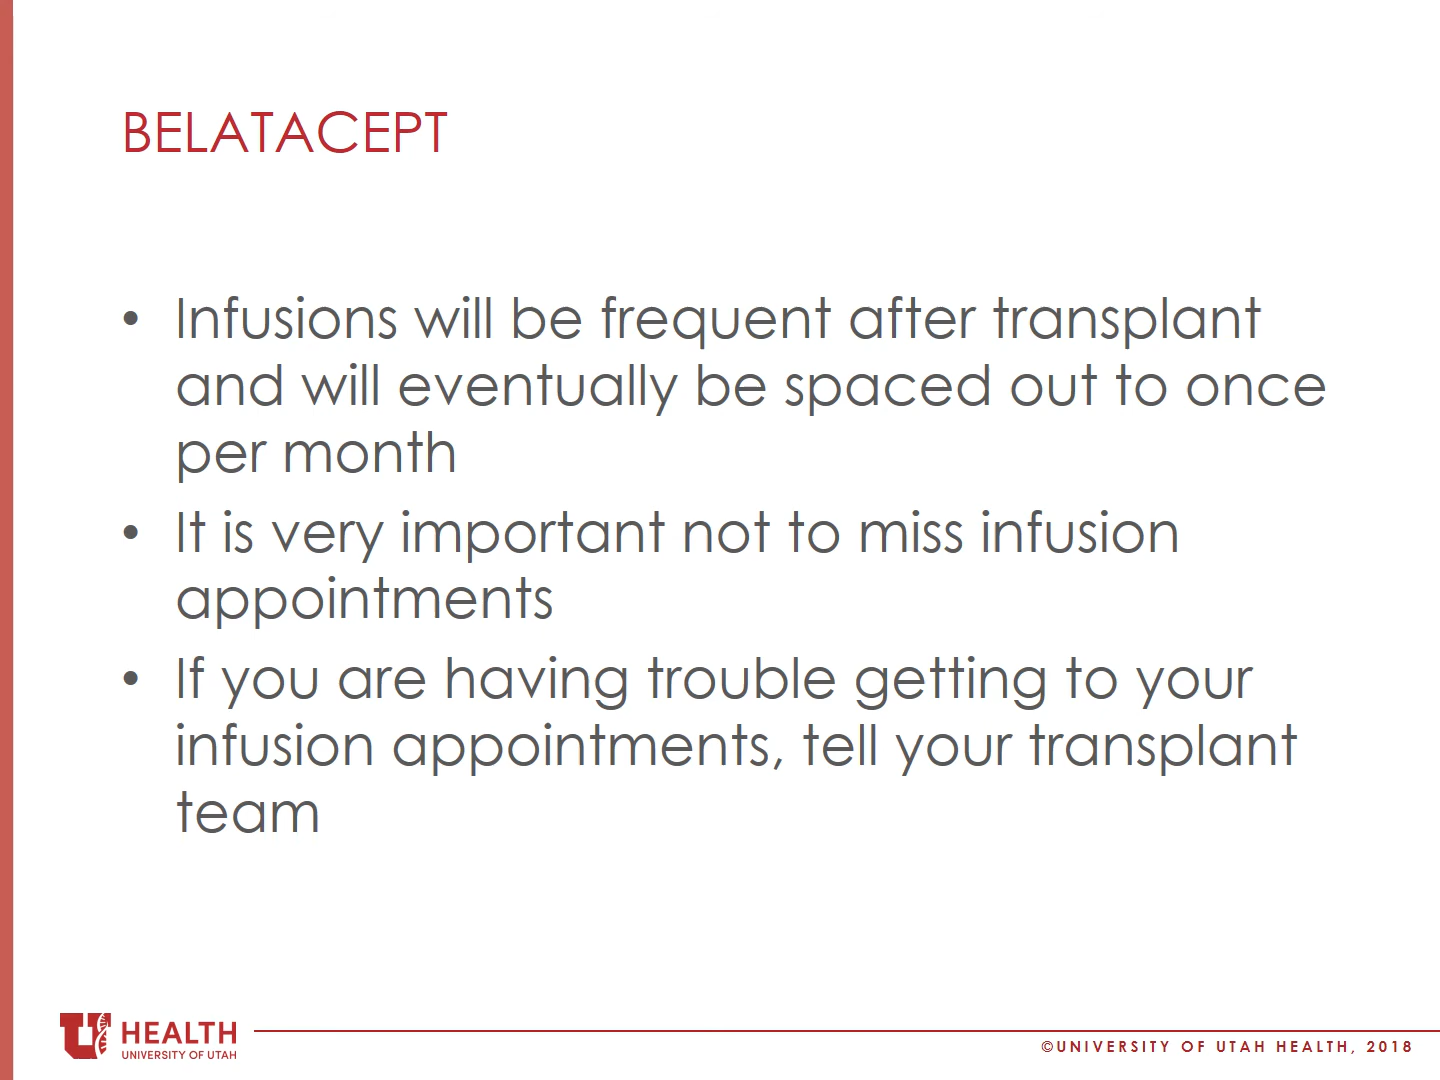 BELATACEPT
• Infusions will be frequent after transplant
and will eventually be spaced out to once
per month
• It is very important not to miss infusion
appointments
• If you are having trouble getting to your
infusion appointments, tell your transplant
team
U HEALTH
UNIVERSITY OF UTAH
©UNIVERSITY OF UTAH HEALTH, 2018